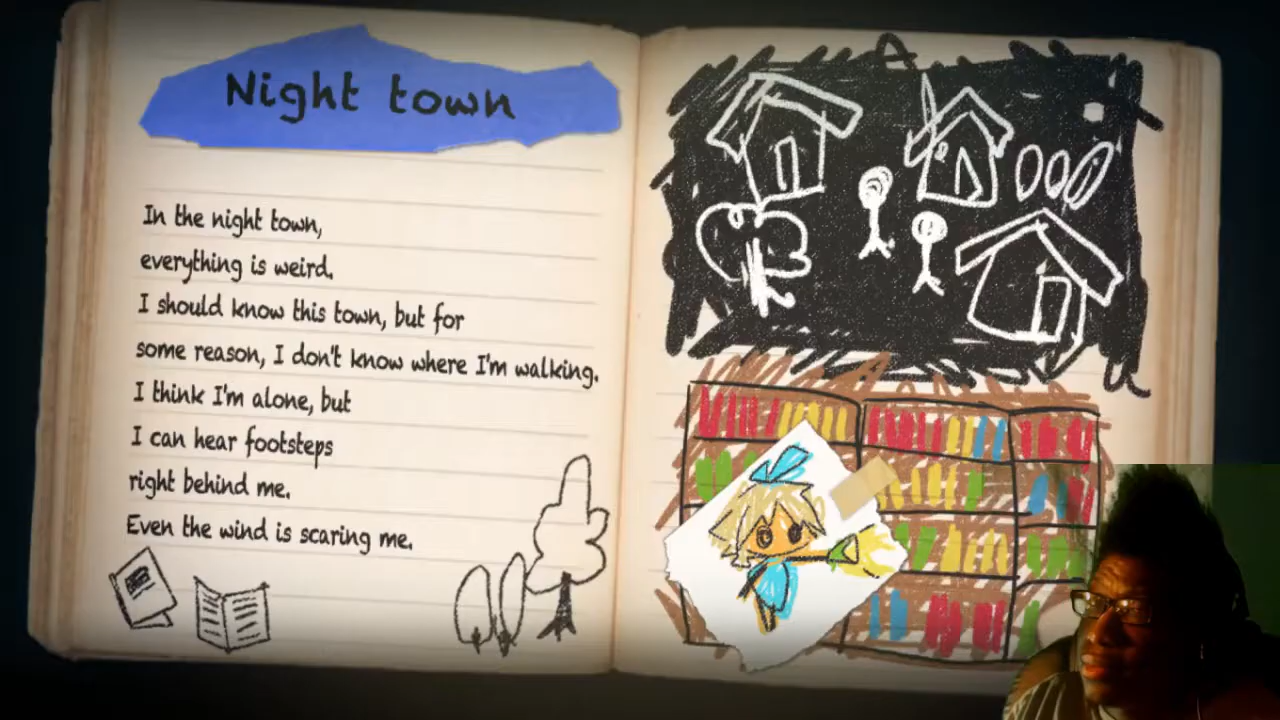 Night town
In the night town,
everything is weird.
I should know this town, but for
some reason, I don't know where I'm walking.
I think I'm alone, but
I can hear footsteps
right behind me.
Even the wind is scaring me.